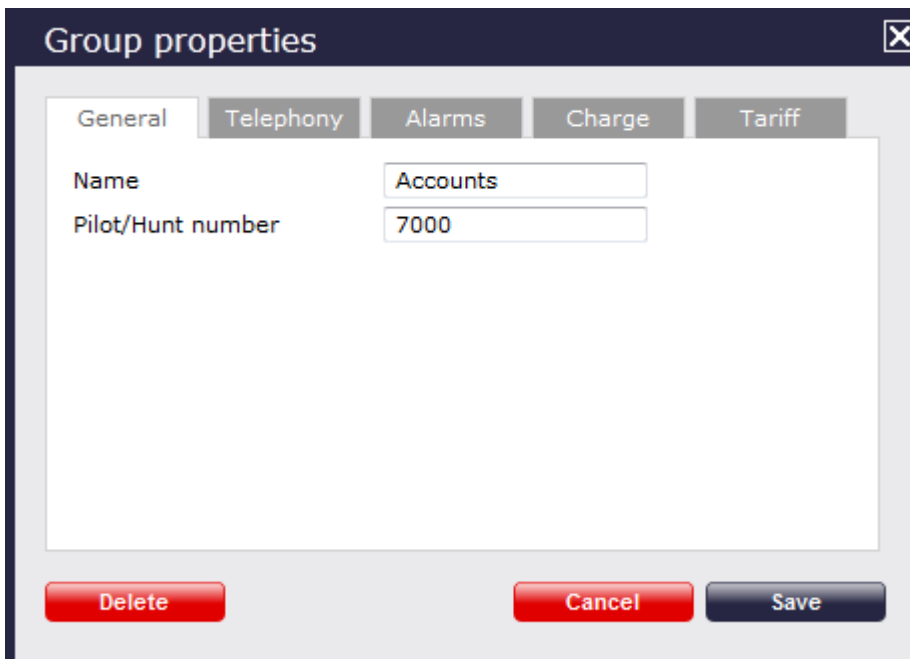 Group properties
General Telephony Alarms Charge Tariff
Name Accounts
Pilot/Hunt number 7000
Delete Cancel Save